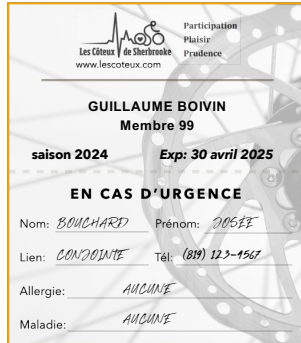 Participation
Plaisir
Prudence
Les Côteux de Sherbrooke
www.lescoteux.com
GUILLAUME BOIVIN
Membre 99
saison 2024 Exp: 30 avril 2025
EN CAS D'URGENCE
Nom: BOUCHARD Prénom: JOSÉE
Lien: CONJOINTE Tél: (819) 123-4567
Allergie: AUCUNE
Maladie: AUCUNE